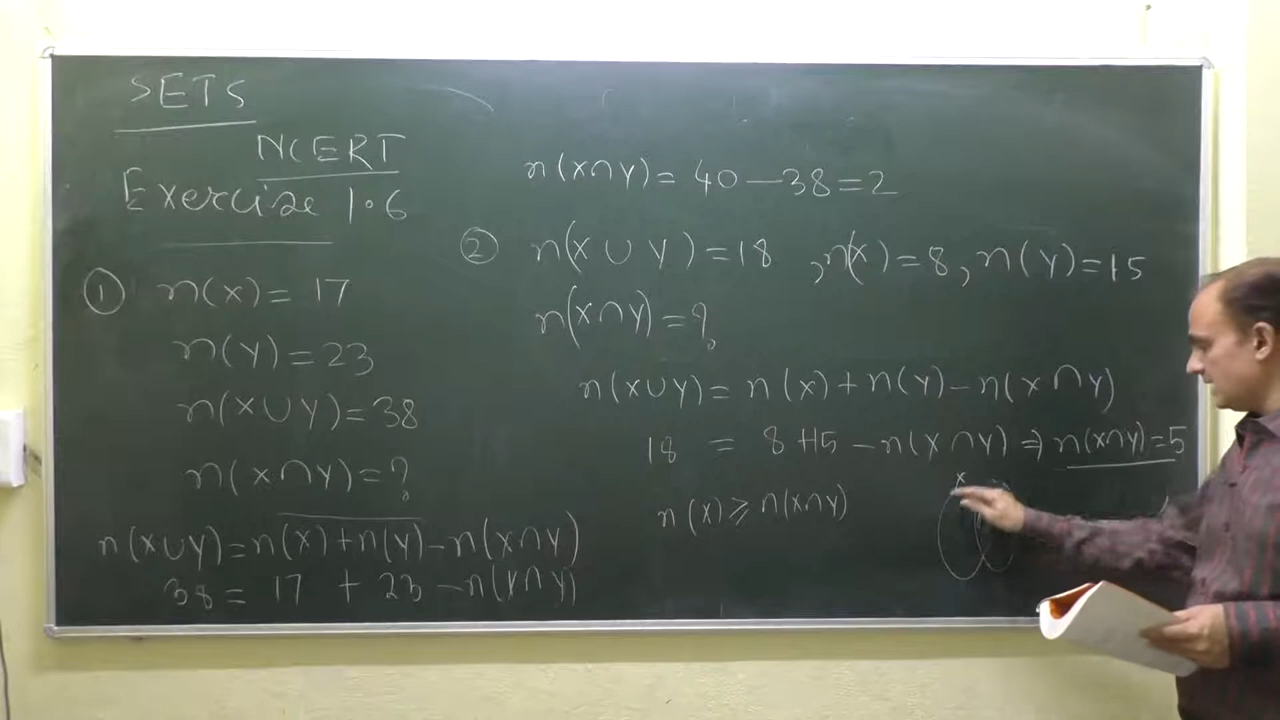 SETS
NCERT
Exercise 1.6
① n(X) = 17
n(Y) = 23
n(X∪Y) = 38
n(X∩Y) = ?
n(X∪Y) = n(X) + n(Y) - n(X∩Y)
38 = 17 + 23 - n(X∩Y)
n(X∩Y) = 40 - 38 = 2
② n(X ∪ Y) = 18 , n(X) = 8, n(Y) = 15
n(X∩Y) = ?
n(X∪Y) = n(X) + n(Y) - n(X∩Y)
18 = 8 + 15 - n(X∩Y) ⇒ n(X∩Y) = 5
n(X) ≥ n(X∩Y)
X